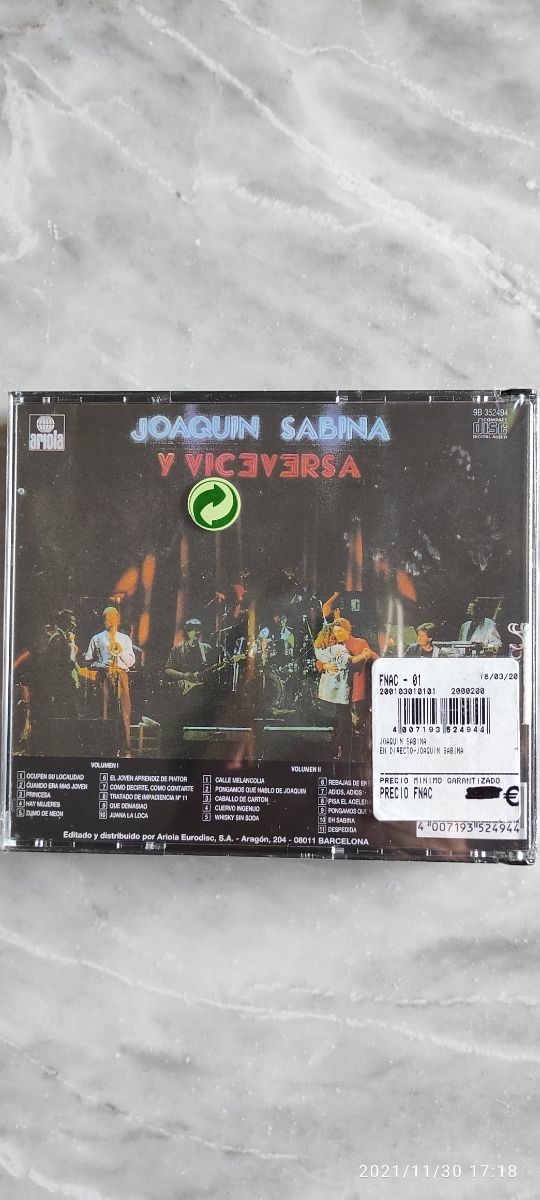 ariola
JOAQUIN SABINA
Y VICEVERSA
9B 352494
COMPACT
disc
DIGITAL AUDIO
FNAC - 01 16/03/20
200103010101 2000200
4 007193 524944
JOAQUIN SABINA
EN DIRECTO-JOAQUIN SABINA
PRECIO MINIMO GARANTIZADO
PRECIO FNAC €
4 "007193"524944
VOLUMEN I
1 OCUPEN SU LOCALIDAD
2 CUANDO ERA MAS JOVEN
3 PRINCESA
4 HAY MUJERES
5 ZUMO DE NEON
6 EL JOVEN APRENDIZ DE PINTOR
7 COMO DECIRTE, COMO CONTARTE
8 TRATADO DE IMPACIENCIA Nº 11
9 QUE DEMASIAO
10 JUANA LA LOCA
VOLUMEN II
1 CALLE MELANCOLIA
2 PONGAMOS QUE HABLO DE JOAQUIN
3 CABALLO DE CARTON
4 CUERVO INGENUO
5 WHISKY SIN SODA
6 REBAJAS DE EN
7 ADIOS, ADIOS
8 PISA EL ACELER
9 PONGAMOS QUE
10 EH SABINA
11 DESPEDIDA
Editado y distribuido por Ariola Eurodisc, S.A. - Aragón, 204 - 08011 BARCELONA
2021/11/30 17:18